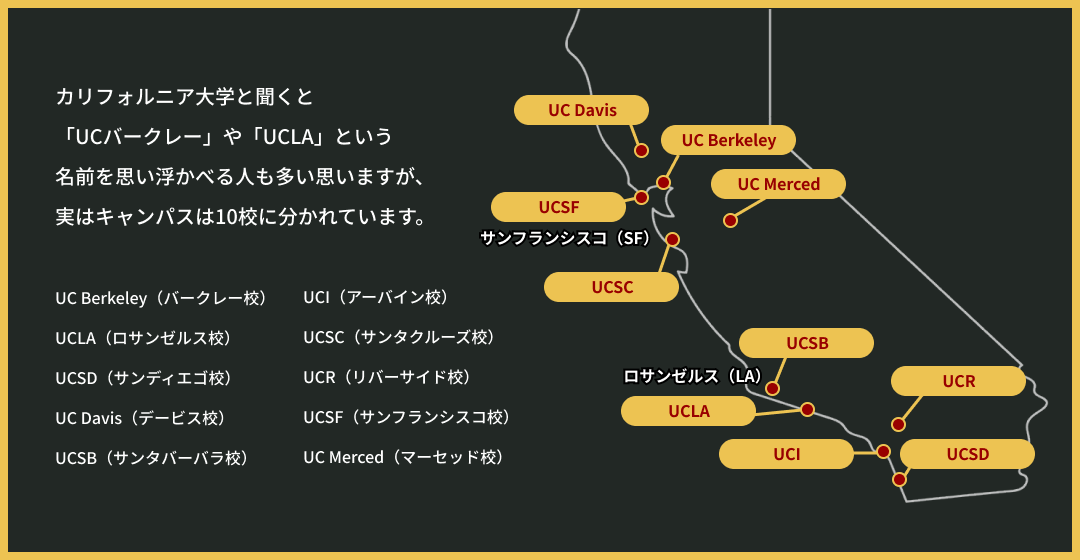 カリフォルニア大学と聞くと
「UCバークレー」や「UCLA」という
名前を思い浮かべる人も多い思いますが、
実はキャンパスは10校に分かれています。
UC Berkeley（バークレー校）
UCLA（ロサンゼルス校）
UCSD（サンディエゴ校）
UC Davis（デービス校）
UCSB（サンタバーバラ校）
UCI（アーバイン校）
UCSC（サンタクルーズ校）
UCR（リバーサイド校）
UCSF（サンフランシスコ校）
UC Merced（マーセッド校）
UC Davis
UC Berkeley
UC Merced
UCSF
サンフランシスコ（SF）
UCSC
UCSB
ロサンゼルス（LA）
UCR
UCLA
UCI
UCSD